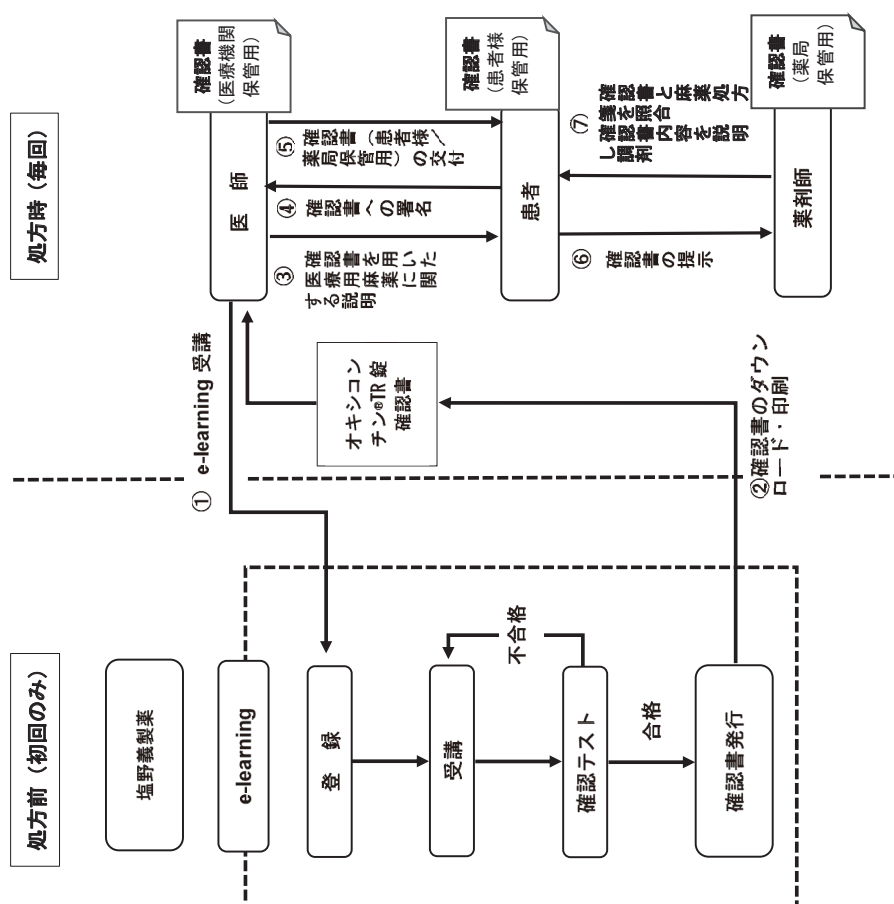 処方前（初回のみ）
塩野義製薬
e-learning
登　録
受講
確認テスト
不合格
合格
確認書発行
① e-learning 受講
②確認書のダウン
ロード・印刷
オキシコン
チン®TR 錠
確認書
処方時（毎回）
医　師
確認書
（医療機関
保管用）
③ 確認書を用いた
医療用麻薬に関
する説明
④ 確認書への署名
⑤ 確認書（患者様／
薬局保管用）の交付
患者
確認書
（患者様
保管用）
⑥ 確認書の提示
⑦ 確認書と麻薬処方
箋を照合
確認書内容を説明
し調剤
薬剤師
確認書
（薬局
保管用）